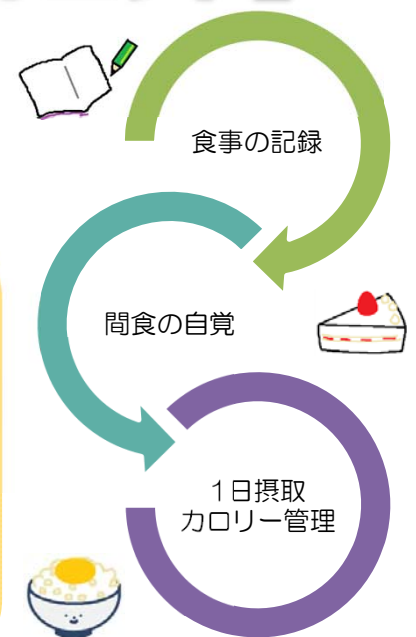 食事の記録
間食の自覚
1日摂取
カロリー管理